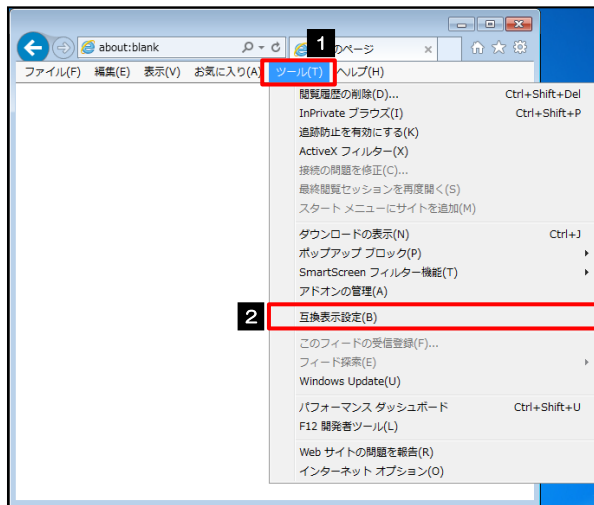 about:blank
1
のページ
ファイル(F) 編集(E) 表示(V) お気に入り(A) ツール(T) ヘルプ(H)
閲覧履歴の削除(D)... Ctrl+Shift+Del
InPrivate ブラウズ(I) Ctrl+Shift+P
追跡防止を有効にする(K)
ActiveX フィルター(X)
接続の問題を修正(C)...
最終閲覧セッションを再度開く(S)
スタート メニューにサイトを追加(M)
ダウンロードの表示(N) Ctrl+J
ポップアップ ブロック(P)
SmartScreen フィルター機能(T)
アドオンの管理(A)
2 互換表示設定(B)
このフィードの受信登録(F)...
フィード探索(E)
Windows Update(U)
パフォーマンス ダッシュボード Ctrl+Shift+U
F12 開発者ツール(L)
Web サイトの問題を報告(R)
インターネット オプション(O)